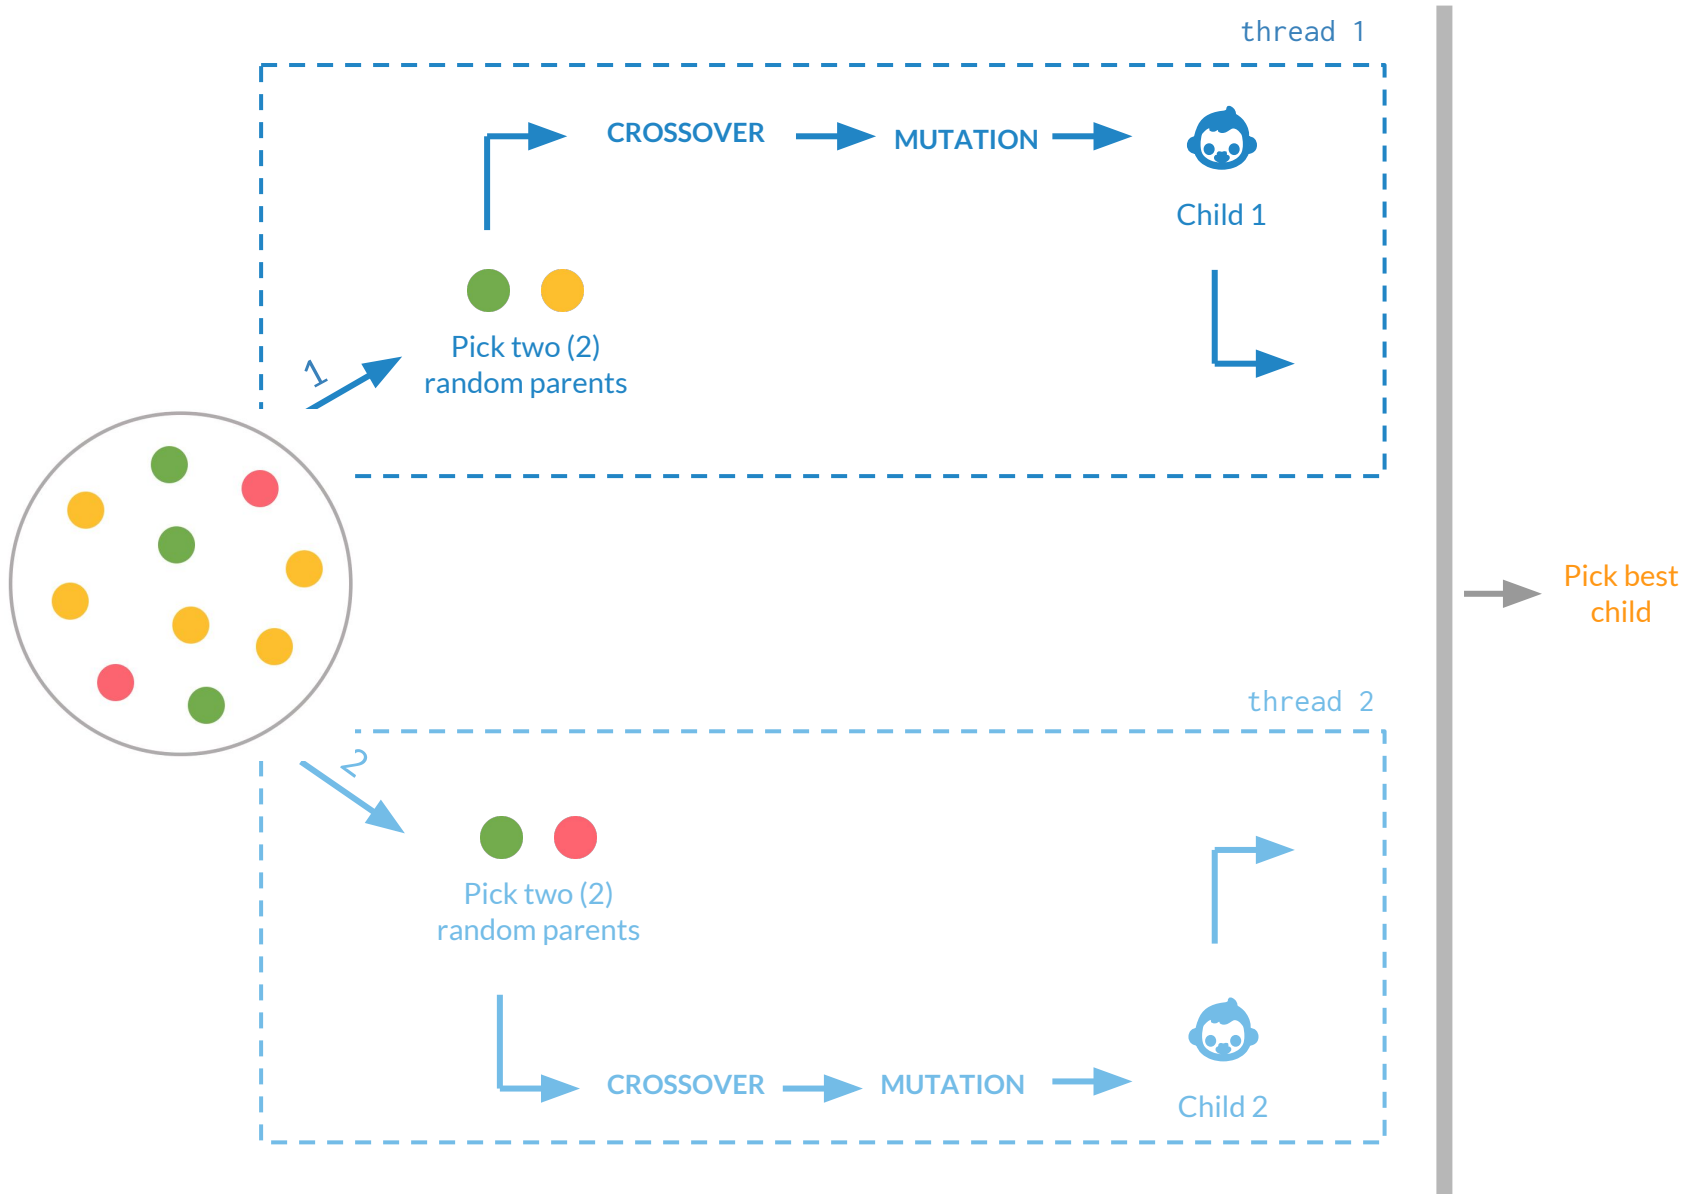 thread 1
CROSSOVER
MUTATION
Child 1
1
Pick two (2)
random parents
Pick best
child
thread 2
2
Pick two (2)
random parents
CROSSOVER
MUTATION
Child 2